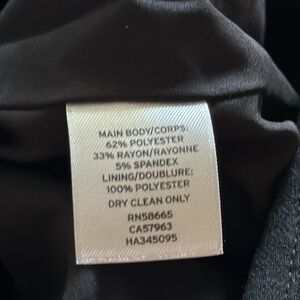 MAIN BODY/CORPS:
62% POLYESTER
33% RAYON/RAYONNE
5% SPANDEX
LINING/DOUBLURE:
100% POLYESTER
DRY CLEAN ONLY
RN58665
CA57963
HA345095